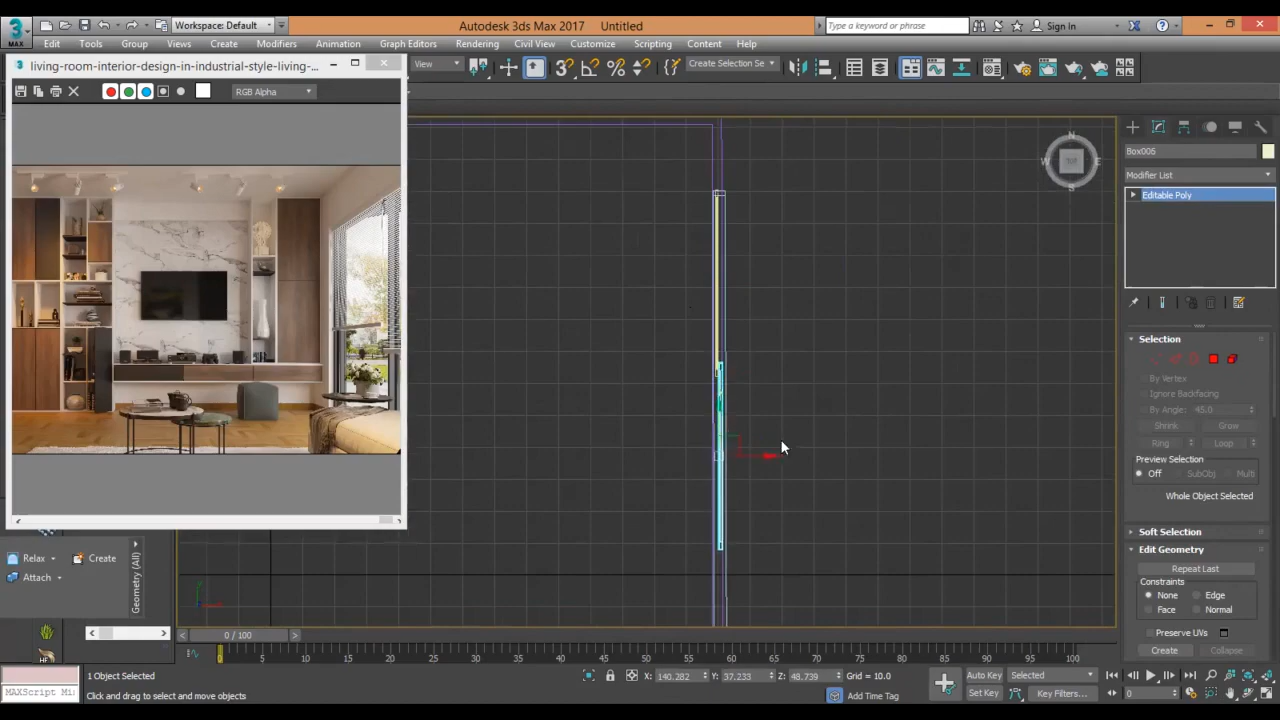 3
MAX
Workspace: Default
Autodesk 3ds Max 2017 Untitled
Type a keyword or phrase
Sign In
Edit Tools Group Views Create Modifiers Animation Graph Editors Rendering Civil View Customize Scripting Content Help
living-room-interior-design-in-industrial-style-living-...
View
Create Selection Se
RGB Alpha
N
W
E
S
Box005
Modifier List
Editable Poly
Selection
By Vertex
Ignore Backfacing
By Angle: 45.0
Shrink Grow
Ring Loop
Preview Selection
Off SubObj Multi
Whole Object Selected
Soft Selection
Edit Geometry
Repeat Last
Constraints
None Edge
Face Normal
Preserve UVs
Create Collapse
Relax Create
Attach
Geometry (All)
HF
0 / 100
0 5 10 15 20 25 30 35 40 45 50 55 60 65 70 75 80 85 90 95 100
1 Object Selected
X: 140.282 Y: 37.233 Z: 48.739 Grid = 10.0
Auto Key Selected
MAXScript Mi
Click and drag to select and move objects
Add Time Tag
Set Key Key Filters...
0